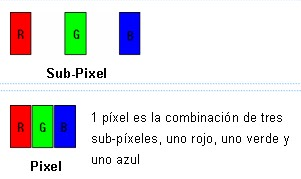 R G B
Sub-Pixel
R G B
1 píxel es la combinación de tres
sub-píxeles, uno rojo, uno verde y
uno azul
Pixel